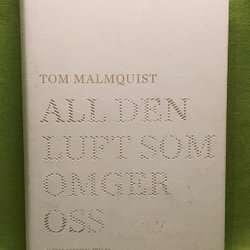 TOM MALMQUIST
ALL DEN
LUFT SOM
OMGER
OSS